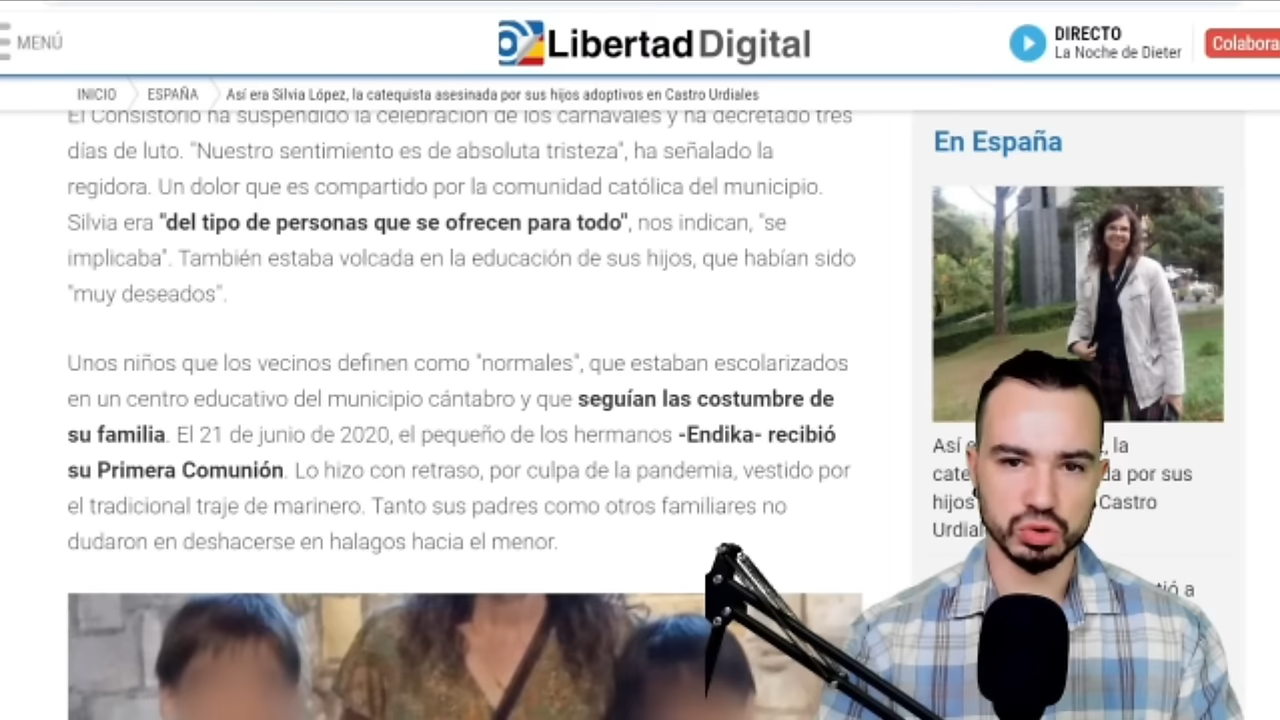 MENÚ
Libertad Digital
DIRECTO
La Noche de Dieter
Colabora
INICIO
ESPAÑA
Así era Silvia López, la catequista asesinada por sus hijos adoptivos en Castro Urdiales
El Consistorio ha suspendido la celebración de los carnavales y ha decretado tres
días de luto. "Nuestro sentimiento es de absoluta tristeza", ha señalado la
regidora. Un dolor que es compartido por la comunidad católica del municipio.
Silvia era "del tipo de personas que se ofrecen para todo", nos indican, "se
implicaba". También estaba volcada en la educación de sus hijos, que habían sido
"muy deseados".
Unos niños que los vecinos definen como "normales", que estaban escolarizados
en un centro educativo del municipio cántabro y que seguían las costumbre de
su familia. El 21 de junio de 2020, el pequeño de los hermanos -Endika- recibió
su Primera Comunión. Lo hizo con retraso, por culpa de la pandemia, vestido por
el tradicional traje de marinero. Tanto sus padres como otros familiares no
dudaron en deshacerse en halagos hacia el menor.
En España
Así la
por sus
hijos Castro